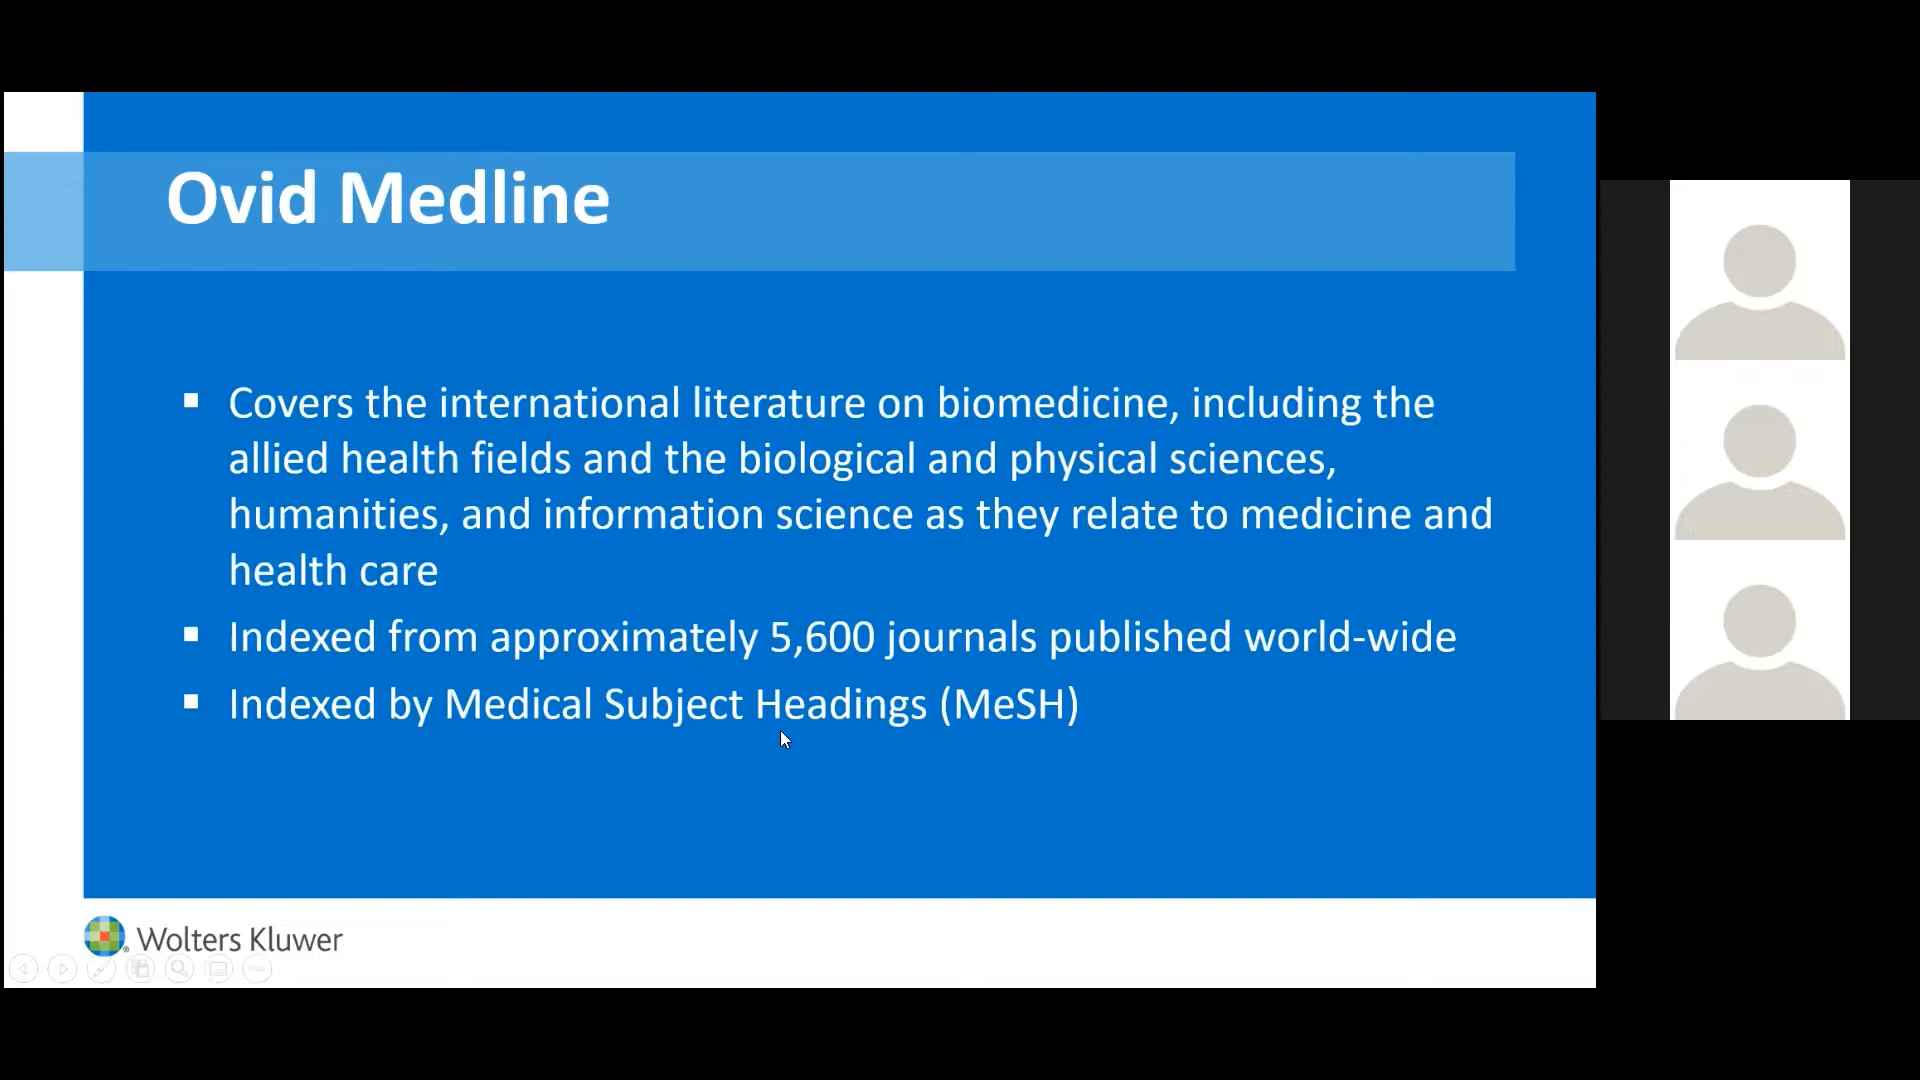 Ovid Medline
▪ Covers the international literature on biomedicine, including the
allied health fields and the biological and physical sciences,
humanities, and information science as they relate to medicine and
health care
▪ Indexed from approximately 5,600 journals published world-wide
▪ Indexed by Medical Subject Headings (MeSH)
Wolters Kluwer